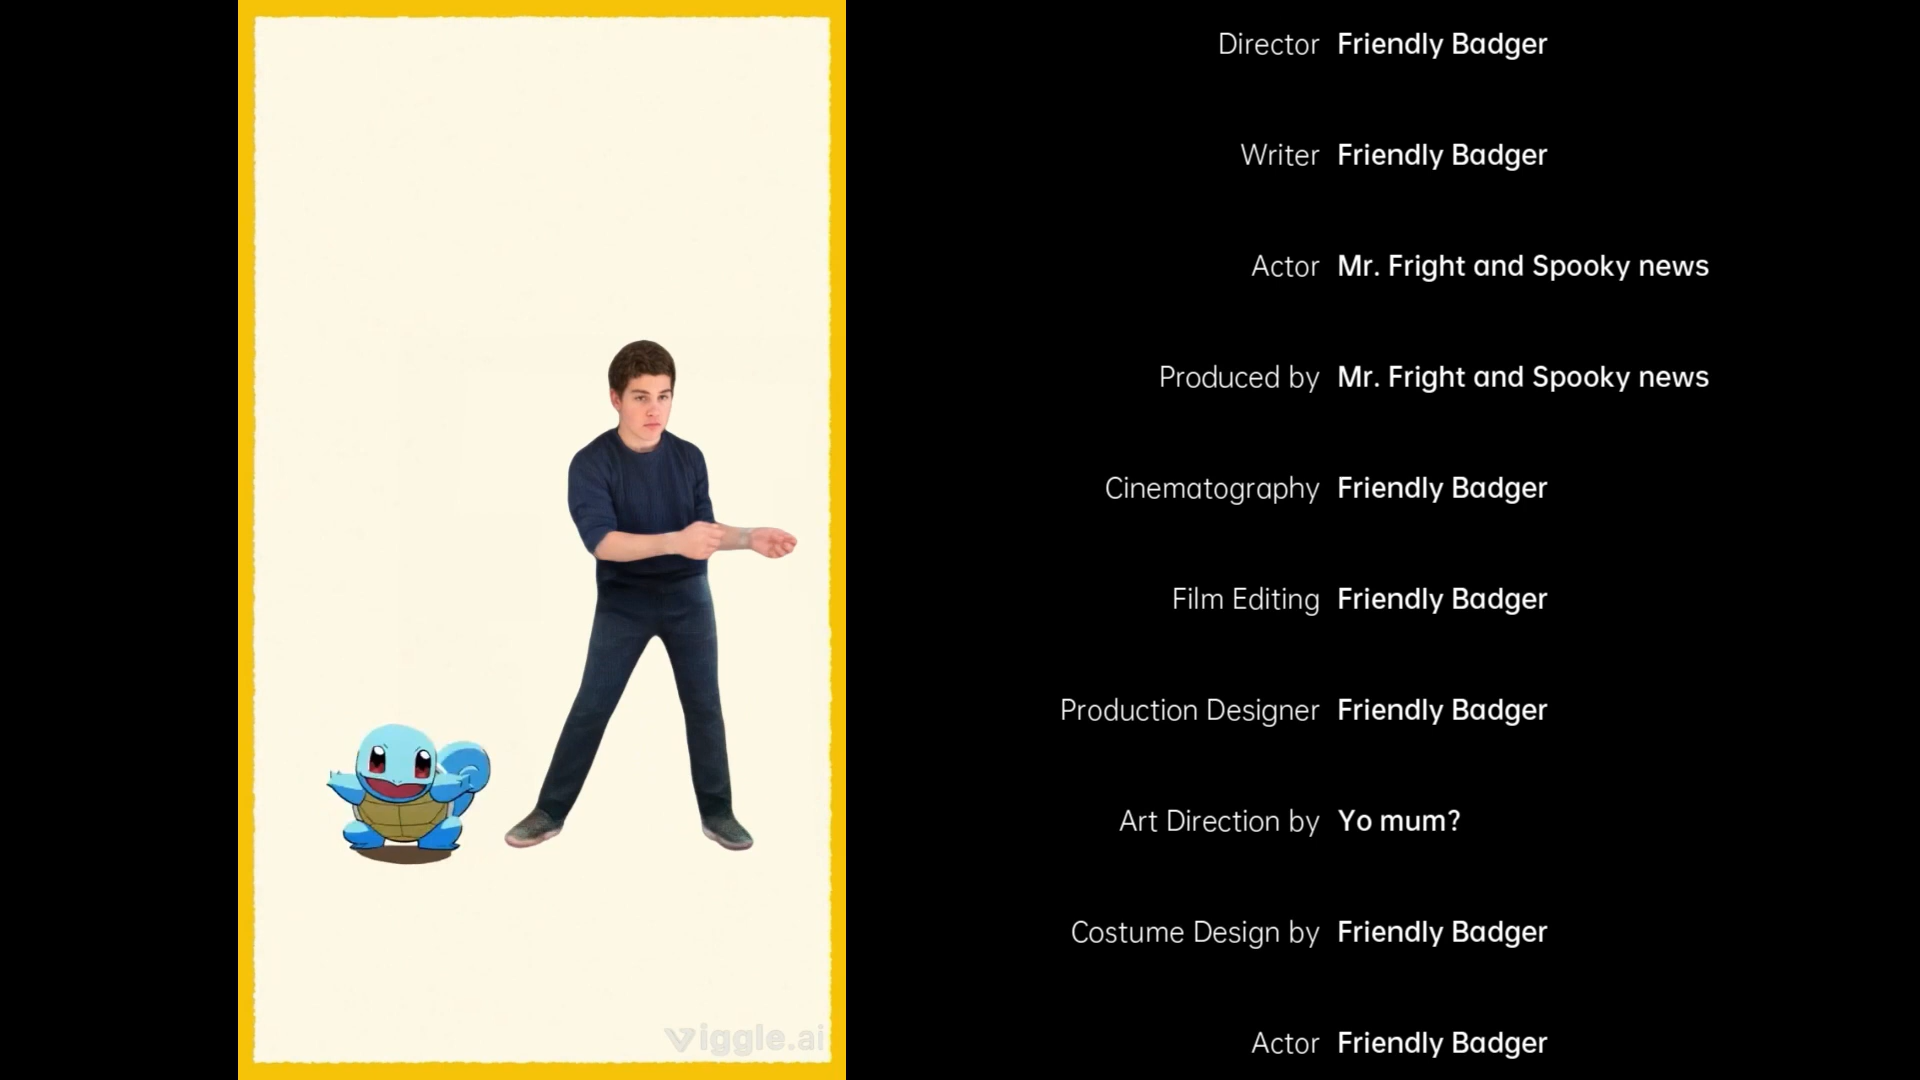 Director Friendly Badger
Writer Friendly Badger
Actor Mr. Fright and Spooky news
Produced by Mr. Fright and Spooky news
Cinematography Friendly Badger
Film Editing Friendly Badger
Production Designer Friendly Badger
Art Direction by Yo mum?
Costume Design by Friendly Badger
Actor Friendly Badger
Viggle.ai